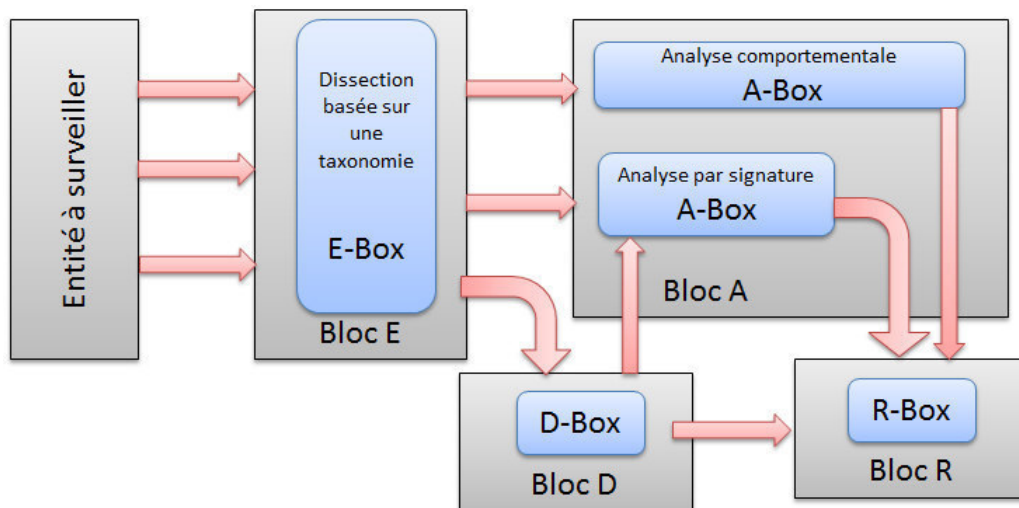 Entité à surveiller
Dissection
basée sur
une
taxonomie
E-Box
Bloc E
Analyse comportementale
A-Box
Analyse par signature
A-Box
Bloc A
D-Box
Bloc D
R-Box
Bloc R